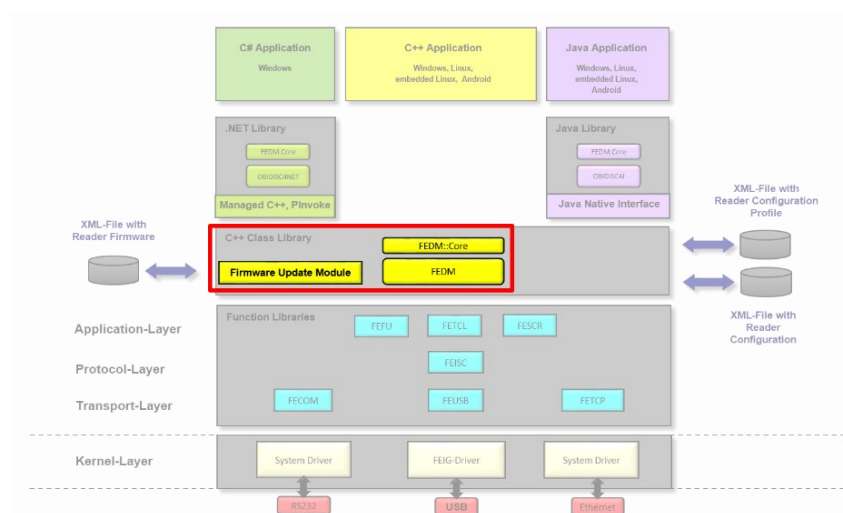 C# Application
Windows
C++ Application
Windows, Linux,
embedded Linux, Android
Java Application
Windows, Linux,
embedded Linux,
Android
.NET Library
FEDM.Core
OBIDISC4NET
Managed C++, PInvoke
Java Library
FEDM.Core
OBIDISC4J
Java Native Interface
XML-File with
Reader Firmware
XML-File with
Reader Configuration
Profile
C++ Class Library
FEDM::Core
Firmware Update Module
FEDM
XML-File with
Reader
Configuration
Function Libraries
Application-Layer
FEFU
FETCL
FESCR
Protocol-Layer
FEISC
Transport-Layer
FECOM
FEUSB
FETCP
Kernel-Layer
System Driver
FEIG-Driver
System Driver
RS232
USB
Ethernet